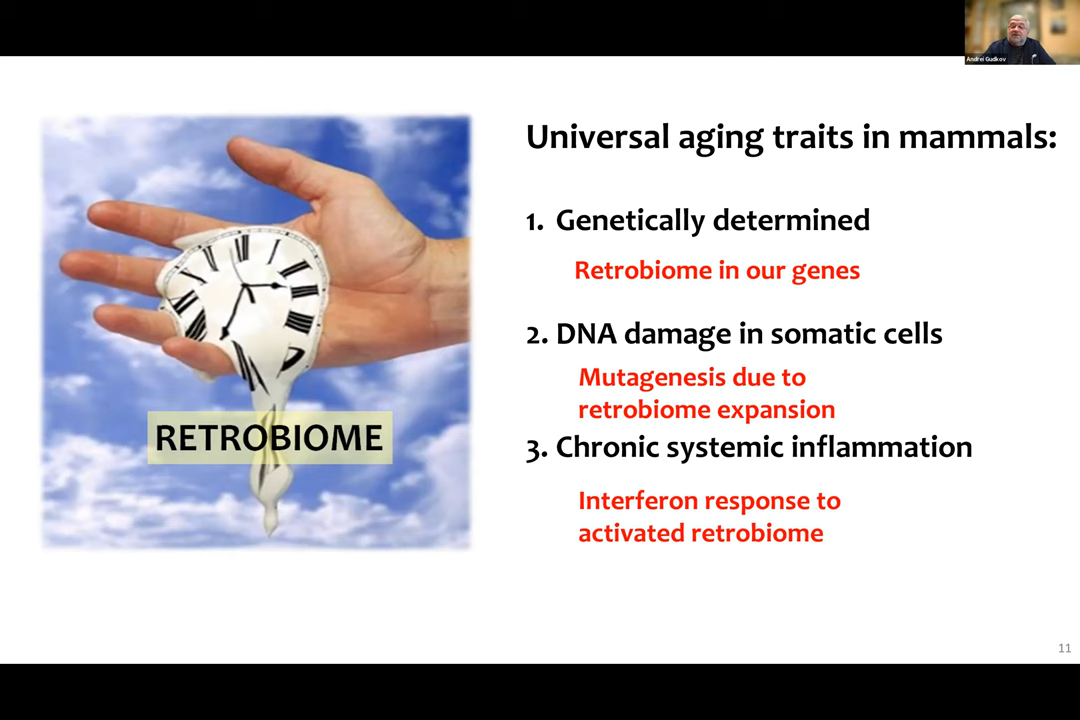 Andrei Gudkov
Universal aging traits in mammals:
1. Genetically determined
Retrobiome in our genes
2. DNA damage in somatic cells
Mutagenesis due to
retrobiome expansion
3. Chronic systemic inflammation
Interferon response to
activated retrobiome
RETROBIOME
11